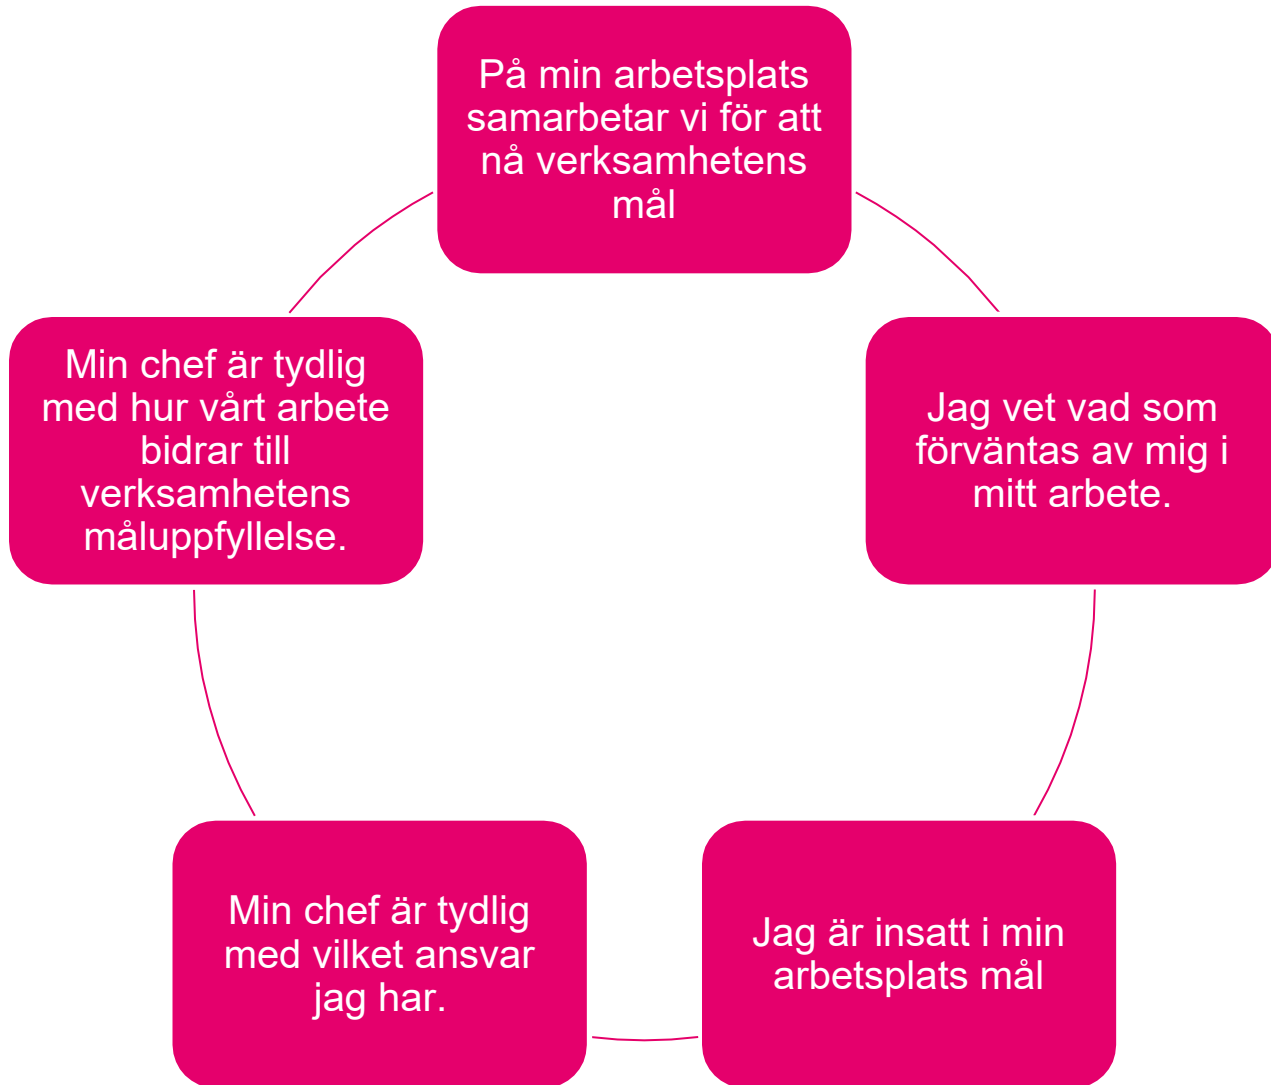 På min arbetsplats
samarbetar vi för att
nå verksamhetens
mål
Jag vet vad som
förväntas av mig i
mitt arbete.
Jag är insatt i min
arbetsplats mål
Min chef är tydlig
med vilket ansvar
jag har.
Min chef är tydlig
med hur vårt arbete
bidrar till
verksamhetens
måluppfyllelse.